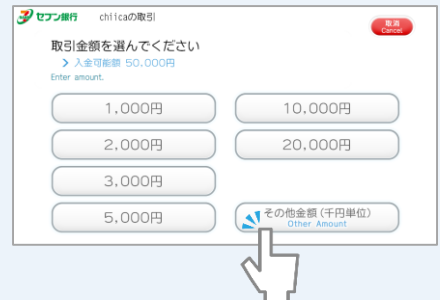 セブン銀行 chiicaの取引
取消
Cancel
取引金額を選んでください
> 入金可能額 50,000円
Enter amount.
1,000円
10,000円
2,000円
20,000円
3,000円
5,000円
その他金額(千円単位)
Other Amount